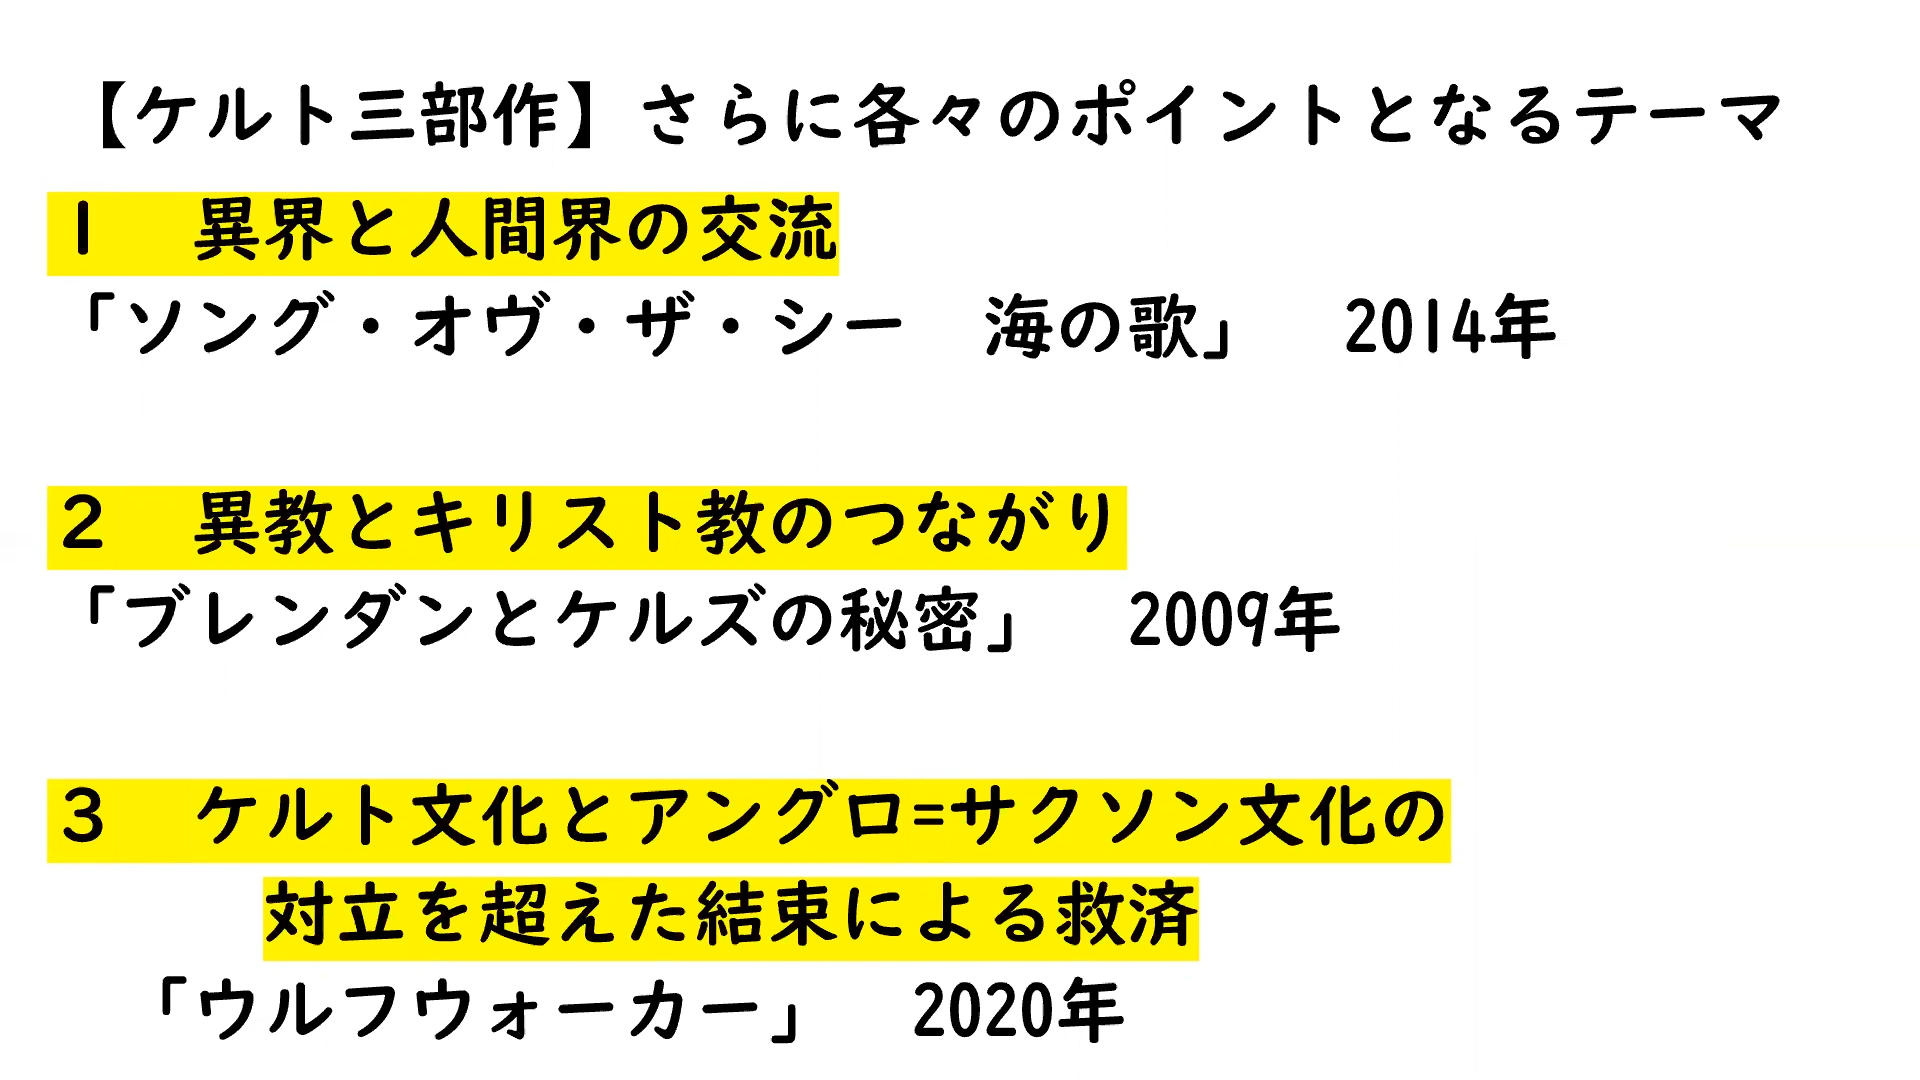 【ケルト三部作】さらに各々のポイントとなるテーマ
1　異界と人間界の交流
「ソング・オヴ・ザ・シー　海の歌」　2014年
2　異教とキリスト教のつながり
「ブレンダンとケルズの秘密」　2009年
3　ケルト文化とアングロ=サクソン文化の
対立を超えた結束による救済
「ウルフウォーカー」　2020年